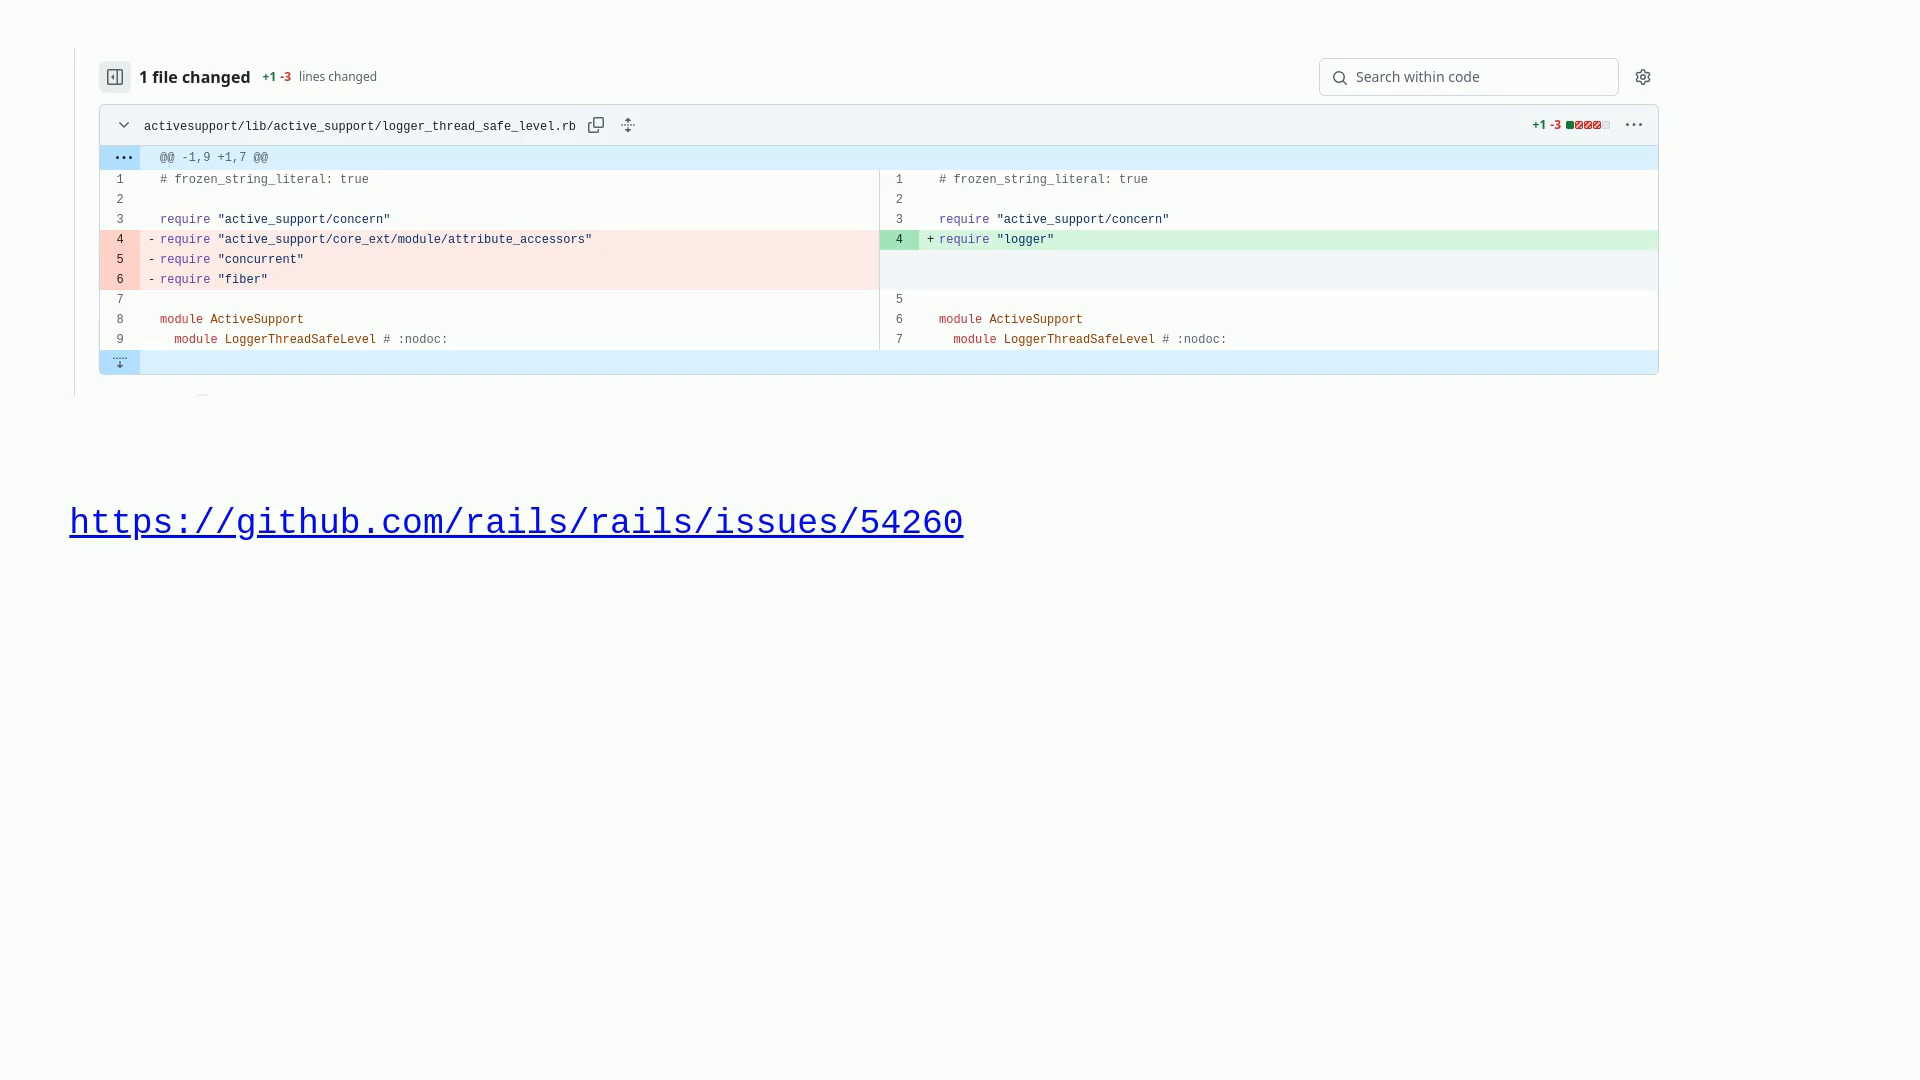 1 file changed +1 -3 lines changed
Search within code
activesupport/lib/active_support/logger_thread_safe_level.rb
+1 -3
@@ -1,9 +1,7 @@
1 # frozen_string_literal: true
2
3 require "active_support/concern"
4 - require "active_support/core_ext/module/attribute_accessors"
5 - require "concurrent"
6 - require "fiber"
7
8 module ActiveSupport
9 module LoggerThreadSafeLevel # :nodoc:
1 # frozen_string_literal: true
2
3 require "active_support/concern"
4 + require "logger"
5
6 module ActiveSupport
7 module LoggerThreadSafeLevel # :nodoc:
https://github.com/rails/rails/issues/54260